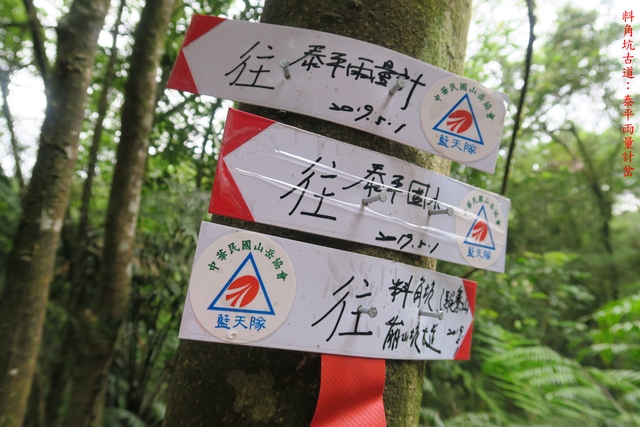 料角坑古道:泰平雨量計岔
往 泰平雨量計
2019.5.1
中華民國山岳協會
藍天隊
往 泰平國小
2019.5.1
中華民國山岳協會
藍天隊
中華民國山岳協會
藍天隊
往
料角坑
崩山坑古道